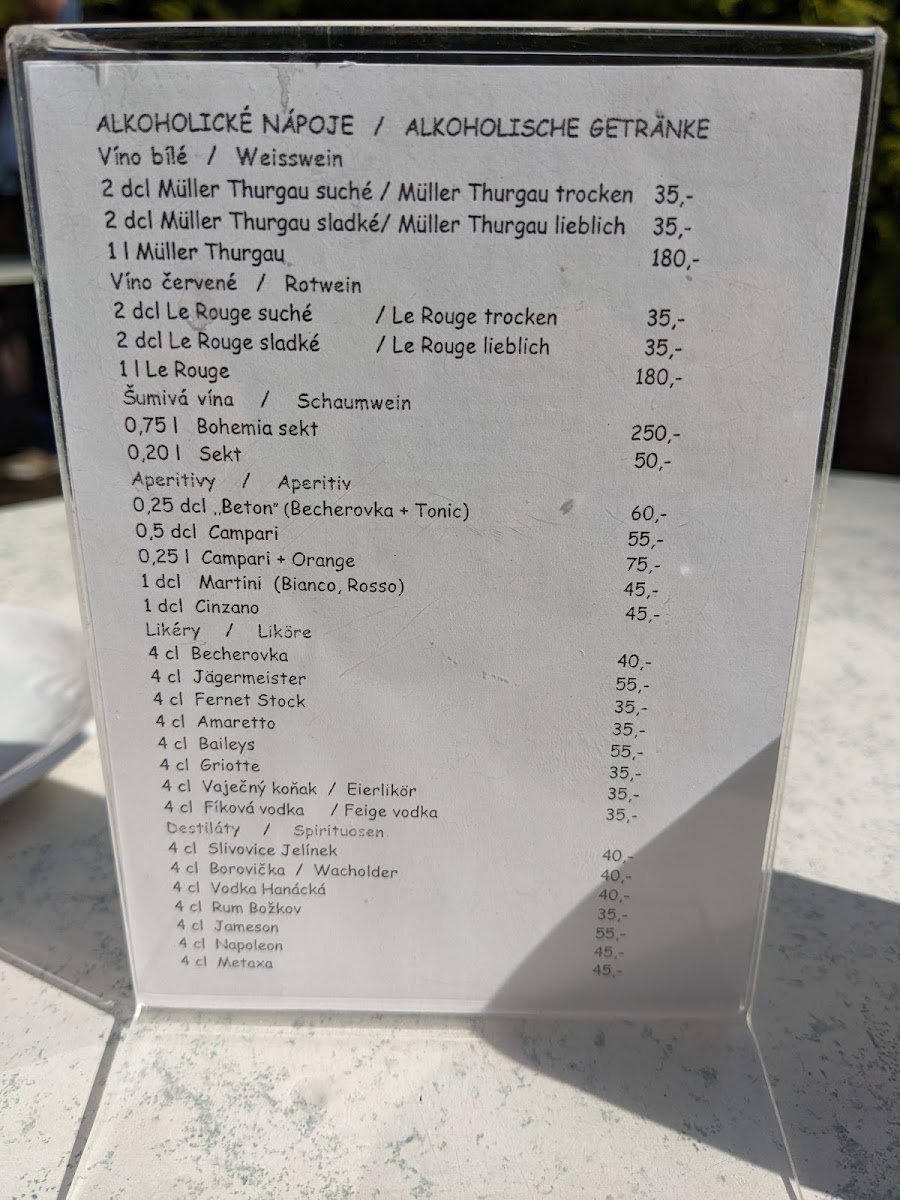 ALKOHOLICKÉ NÁPOJE / ALKOHOLISCHE GETRÄNKE
Víno bílé / Weisswein
2 dcl Müller Thurgau suché / Müller Thurgau trocken 35,-
2 dcl Müller Thurgau sladké/ Müller Thurgau lieblich 35,-
1 l Müller Thurgau 180,-
Víno červené / Rotwein
2 dcl Le Rouge suché / Le Rouge trocken 35,-
2 dcl Le Rouge sladké / Le Rouge lieblich 35,-
1 l Le Rouge 180,-
Šumivá vína / Schaumwein
0,75 l Bohemia sekt 250,-
0,20 l Sekt 50,-
Aperitivy / Aperitiv
0,25 dcl „Beton" (Becherovka + Tonic) 60,-
0,5 dcl Campari 55,-
0,25 l Campari + Orange 75,-
1 dcl Martini (Bianco, Rosso) 45,-
1 dcl Cinzano 45,-
Likéry / Liköre
4 cl Becherovka 40,-
4 cl Jägermeister 55,-
4 cl Fernet Stock 35,-
4 cl Amaretto 35,-
4 cl Baileys 55,-
4 cl Griotte 35,-
4 cl Vaječný koňak / Eierlikör 35,-
4 cl Fíková vodka / Feige vodka 35,-
Destiláty / Spirituosen
4 cl Slivovice Jelínek 40,-
4 cl Borovička / Wacholder 40,-
4 cl Vodka Hanácká 40,-
4 cl Rum Božkov 35,-
4 cl Jameson 55,-
4 cl Napoleon 45,-
4 cl Metaxa 45,-